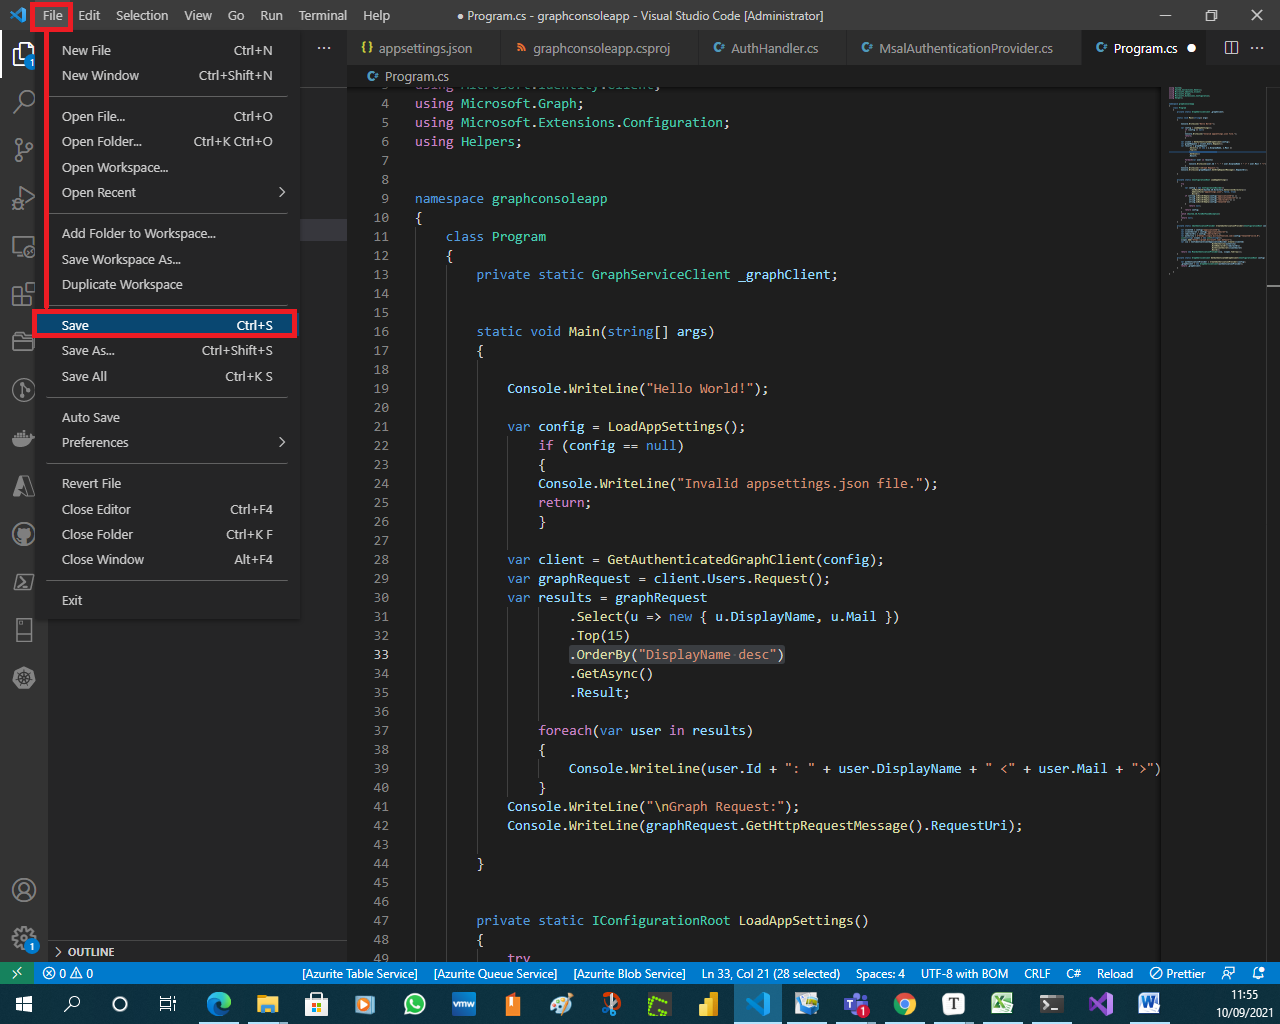 File Edit Selection View Go Run Terminal Help ● Program.cs - graphconsoleapp - Visual Studio Code [Administrator]
New File Ctrl+N
New Window Ctrl+Shift+N
Open File... Ctrl+O
Open Folder... Ctrl+K Ctrl+O
Open Workspace...
Open Recent
Add Folder to Workspace...
Save Workspace As...
Duplicate Workspace
Save Ctrl+S
Save As... Ctrl+Shift+S
Save All Ctrl+K S
Auto Save
Preferences
Revert File
Close Editor Ctrl+F4
Close Folder Ctrl+K F
Close Window Alt+F4
Exit
OUTLINE
1
1
appsettings.json graphconsoleapp.csproj AuthHandler.cs MsalAuthenticationProvider.cs Program.cs
Program.cs
3 using Microsoft.Identity.Client;
4 using Microsoft.Graph;
5 using Microsoft.Extensions.Configuration;
6 using Helpers;
7
8
9 namespace graphconsoleapp
10 {
11 class Program
12 {
13 private static GraphServiceClient _graphClient;
14
15
16 static void Main(string[] args)
17 {
18
19 Console.WriteLine("Hello World!");
20
21 var config = LoadAppSettings();
22 if (config == null)
23 {
24 Console.WriteLine("Invalid appsettings.json file.");
25 return;
26 }
27
28 var client = GetAuthenticatedGraphClient(config);
29 var graphRequest = client.Users.Request();
30 var results = graphRequest
31 .Select(u => new { u.DisplayName, u.Mail })
32 .Top(15)
33 .OrderBy("DisplayName desc")
34 .GetAsync()
35 .Result;
36
37 foreach(var user in results)
38 {
39 Console.WriteLine(user.Id + ": " + user.DisplayName + " <" + user.Mail + ">")
40 }
41 Console.WriteLine("\nGraph Request:");
42 Console.WriteLine(graphRequest.GetHttpRequestMessage().RequestUri);
43
44 }
45
46
47 private static IConfigurationRoot LoadAppSettings()
48 {
49 try
0 0 [Azurite Table Service] [Azurite Queue Service] [Azurite Blob Service] Ln 33, Col 21 (28 selected) Spaces: 4 UTF-8 with BOM CRLF C# Reload Prettier
vmw T 1 11:55
10/09/2021